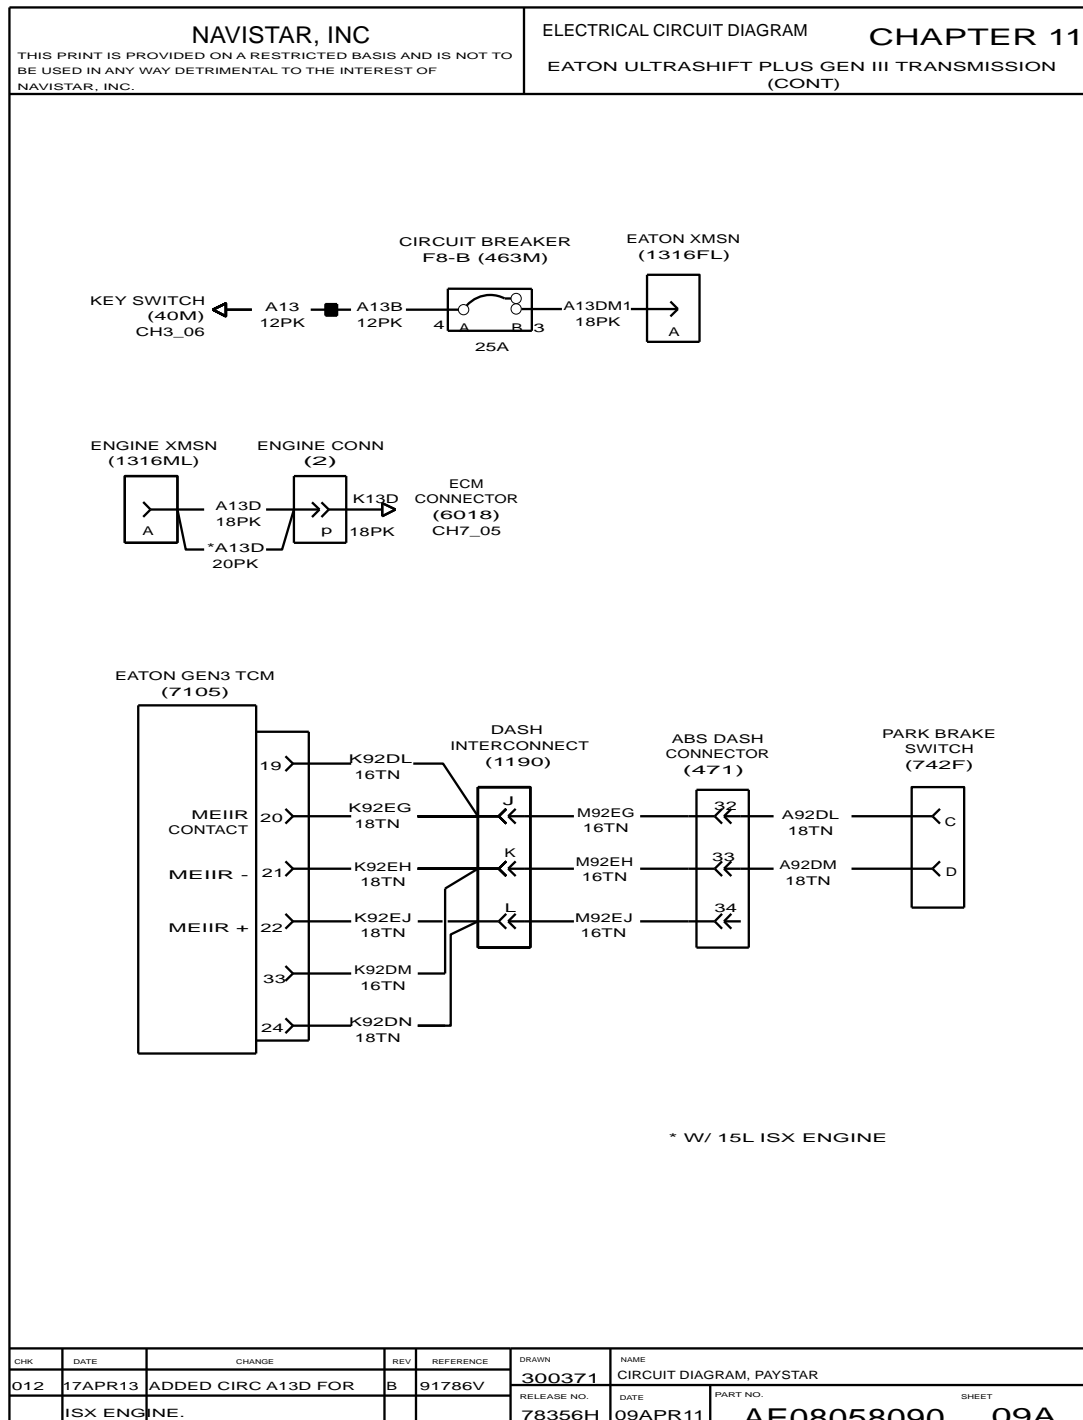 NAVISTAR, INC
THIS PRINT IS PROVIDED ON A RESTRICTED BASIS AND IS NOT TO
BE USED IN ANY WAY DETRIMENTAL TO THE INTEREST OF
NAVISTAR, INC.
ELECTRICAL CIRCUIT DIAGRAM
CHAPTER 11
EATON ULTRASHIFT PLUS GEN III TRANSMISSION
(CONT)
CIRCUIT BREAKER
F8-B (463M)
EATON XMSN
(1316FL)
KEY SWITCH
(40M)
CH3_06
A13
12PK
A13B
12PK
4 A B 3
25A
A13DM1
18PK
A
ENGINE XMSN
(1316ML)
ENGINE CONN
(2)
A
A13D
18PK
*A13D
20PK
P
K13D
18PK
ECM
CONNECTOR
(6018)
CH7_05
EATON GEN3 TCM
(7105)
DASH
INTERCONNECT
(1190)
ABS DASH
CONNECTOR
(471)
PARK BRAKE
SWITCH
(742F)
19
K92DL
16TN
MEIIR
CONTACT
20
K92EG
18TN
J
M92EG
16TN
32
A92DL
18TN
C
MEIIR -
21
K92EH
18TN
K
M92EH
16TN
33
A92DM
18TN
D
MEIIR +
22
K92EJ
18TN
L
M92EJ
16TN
34
33
K92DM
16TN
24
K92DN
18TN
* W/ 15L ISX ENGINE
CHK DATE CHANGE REV REFERENCE
012 17APR13 ADDED CIRC A13D FOR B 91786V
ISX ENGINE.
DRAWN
300371
NAME
CIRCUIT DIAGRAM, PAYSTAR
RELEASE NO.
78356H
DATE
09APR11
PART NO.
AE08058090
SHEET
09A